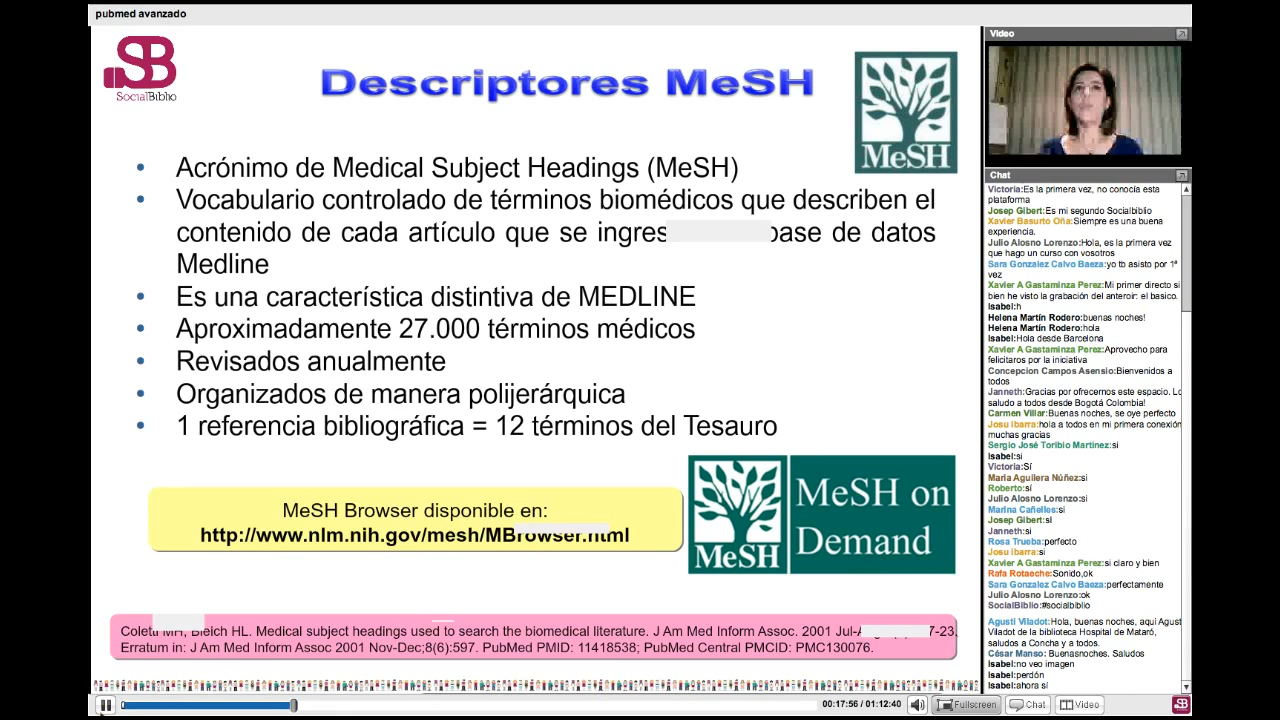 pubmed avanzado
SB
SocialBiblio
Descriptores MeSH
MeSH
• Acrónimo de Medical Subject Headings (MeSH)
• Vocabulario controlado de términos biomédicos que describen el
contenido de cada artículo que se de datos
Medline
• Es una característica distintiva de MEDLINE
• Aproximadamente 27.000 términos médicos
• Revisados anualmente
• Organizados de manera polijerárquica
• 1 referencia bibliográfica = 12 términos del Tesauro
MeSH Browser disponible en:
http://www.nlm.nih.gov/mesh/MBrowser.html
MeSH
MeSH on
Demand
Bleich HL. Medical subject headings used to search the biomedical literature. J Am Med Inform Assoc. 2001
Erratum in: J Am Med Inform Assoc 2001 Nov-Dec;8(6):597. PubMed PMID: 11418538; PubMed Central PMCID: PMC130076.
00:17:56 / 01:12:40
Fullscreen
Chat
Video
Video
Chat
Victoria:Es la primera vez, no conocía esta
plataforma
Josep Gibert:Es mi segundo Socialbiblio
Xavier Basurto Oña:Siempre es una buena
experiencia.
Julio Alosno Lorenzo:Hola, es la primera vez
que hago un curso con vosotros
Sara Gonzalez Calvo Baeza:yo tb asisto por 1ª
vez
Xavier A Gastaminza Perez:Mi primer directo si
bien he visto la grabación del anteroir: el basico.
Isabel:h
Helena Martín Rodero:buenas noches!
Helena Martín Rodero:hola
Isabel:Hola desde Barcelona
Xavier A Gastaminza Perez:Aprovecho para
felicitaros por la iniciativa
Concepcion Campos Asensio:Bienvenidos a
todos
Janneth:Gracias por ofrecernos este espacio. Lo
saludo a todos desde Bogotá Colombia!
Carmen Villar:Buenas noches, se oye perfecto
Josu ibarra:hola a todos en mi primera conexión
muchas gracias
Sergio José Toribio Martinez:si
Isabel:si
Victoria:Sí
Maria Aguilera Núñez:si
Roberto:sí
Julio Alosno Lorenzo:si
Marina Cañelles:si
Josep Gibert:sI
Janneth:si
Rosa Trueba:perfecto
Josu ibarra:si
Xavier A Gastaminza Perez:si claro y bien
Rafa Rotaeche:Sonido,ok
Sara Gonzalez Calvo Baeza:perfectamente
Julio Alosno Lorenzo:ok
SocialBiblio:#socialbiblio
Agustí Viladot:Hola, buenas noches, aquí Agust
Viladot de la biblioteca Hospital de Mataró,
saludos a Concha y a todos.
César Manso:Buenasnoches. Saludos
Isabel:no veo imagen
Isabel:perdón
Isabel:ahora sí